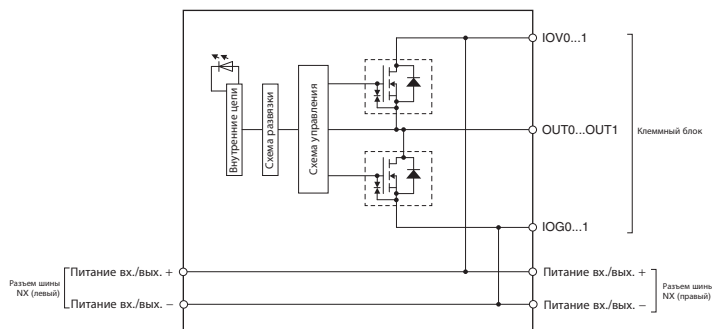 IOV0...1
Внутренние цепи
Схема развязки
Схема управления
OUT0...OUT1
Клеммный блок
IOG0...1
Разъем шины
NX (левый)
Питание вх./вых. +
Питание вх./вых. –
Питание вх./вых. +
Питание вх./вых. –
Разъем шины
NX (правый)